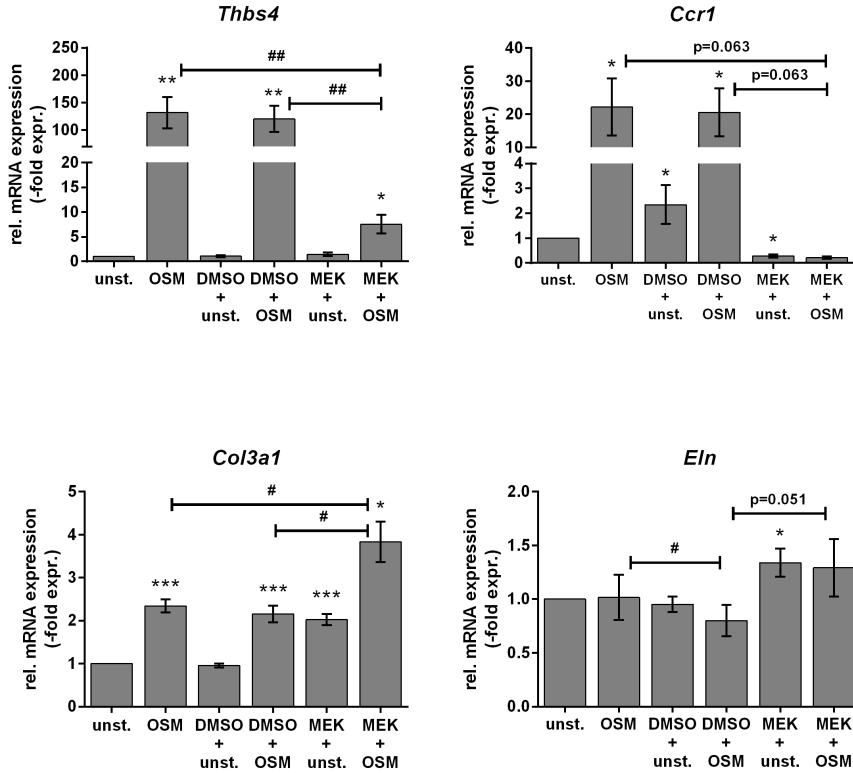 Thbs4
rel. mRNA expression
(-fold expr.)
250
200
150
100
50
20
15
10
5
0
##
##
**
**
*
unst. OSM DMSO DMSO MEK MEK
+ + + +
unst. OSM unst. OSM
Ccr1
rel. mRNA expression
(-fold expr.)
40
30
20
10
4
3
2
1
0
p=0.063
p=0.063
*
*
*
*
unst. OSM DMSO DMSO MEK MEK
+ + + +
unst. OSM unst. OSM
Col3a1
rel. mRNA expression
(-fold expr.)
5
4
3
2
1
0
#
#
*
***
***
***
unst. OSM DMSO DMSO MEK MEK
+ + + +
unst. OSM unst. OSM
Eln
rel. mRNA expression
(-fold expr.)
2.0
1.5
1.0
0.5
0.0
p=0.051
#
*
unst. OSM DMSO DMSO MEK MEK
+ + + +
unst. OSM unst. OSM